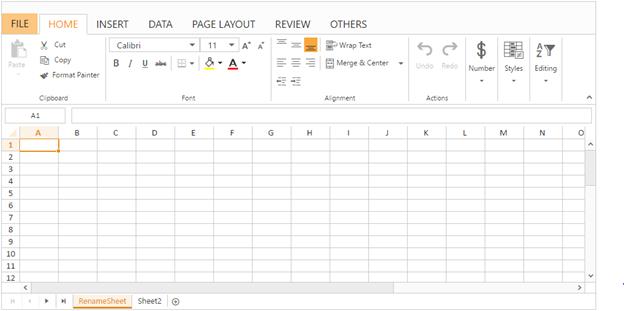 FILE HOME INSERT DATA PAGE LAYOUT REVIEW OTHERS
Paste
Cut
Copy
Format Painter
Clipboard
Calibri 11 A A
B I U abc A
Font
Wrap Text
Merge & Center
Alignment
Undo Redo
Actions
$
Number
Styles
A Z
Editing
A1
A B C D E F G H I J K L M N O
1
2
3
4
5
6
7
8
9
10
11
12
RenameSheet Sheet2